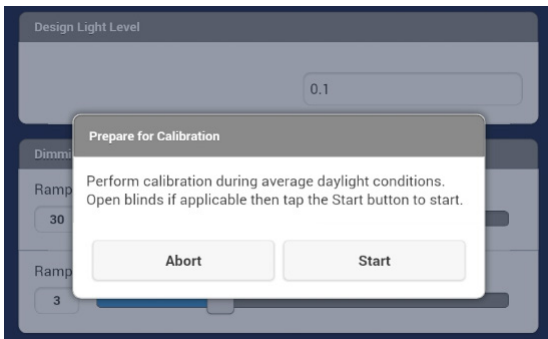 Design Light Level
0.1
Prepare for Calibration
Dimmi
Perform calibration during average daylight conditions.
Ramp
Open blinds if applicable then tap the Start button to start.
30
Abort
Start
Ramp
3